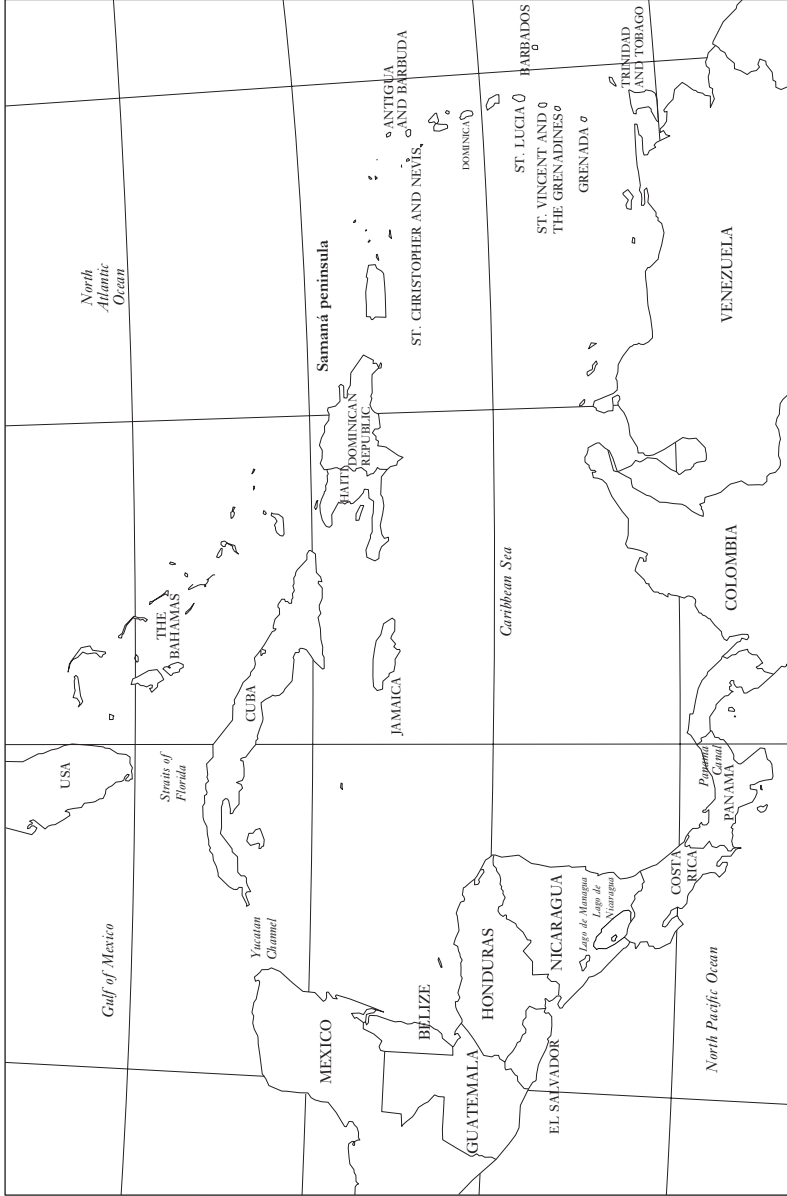 USA
Gulf of Mexico
Straits of
Florida
North
Atlantic
Ocean
THE
BAHAMAS
Yucatan
Channel
CUBA
MEXICO
HAITI
DOMINICAN
REPUBLIC
Samaná peninsula
JAMAICA
ANTIGUA
AND BARBUDA
ST. CHRISTOPHER AND NEVIS
DOMINICA
BELIZE
GUATEMALA
HONDURAS
EL SALVADOR
NICARAGUA
Lago de Managua
Lago de
Nicaragua
Caribbean Sea
ST. LUCIA
BARBADOS
ST. VINCENT AND
THE GRENADINES
GRENADA
TRINIDAD
AND TOBAGO
COSTA
RICA
Panama
Canal
PANAMA
North Pacific Ocean
COLOMBIA
VENEZUELA